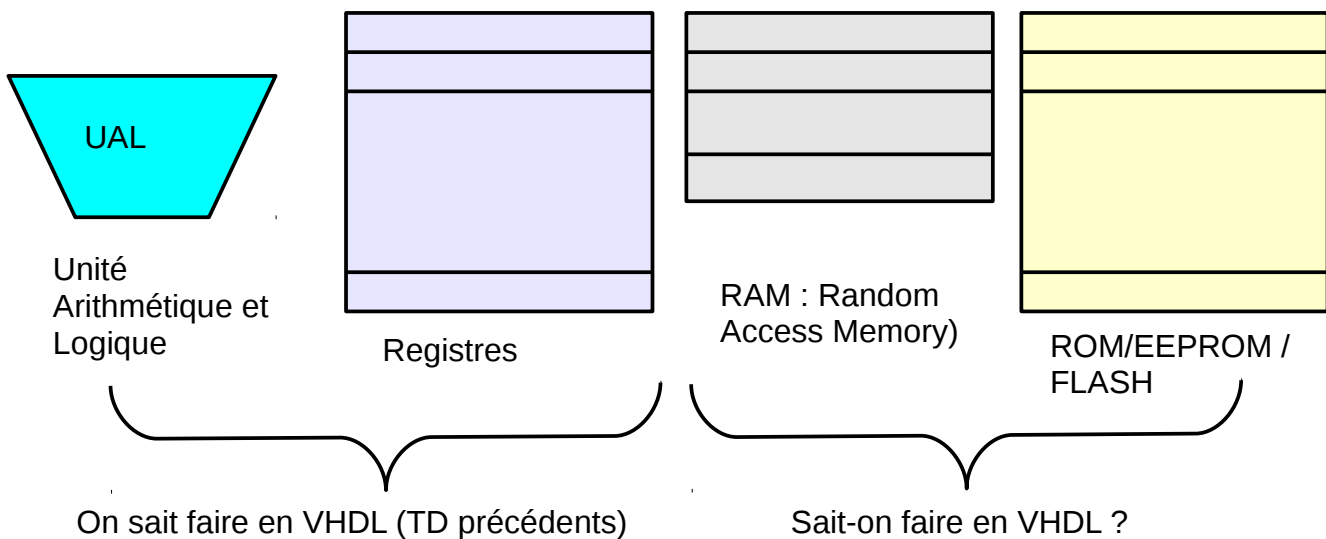 UAL
Unité
Arithmétique et
Logique
Registres
RAM : Random
Access Memory)
ROM/EEPROM /
FLASH
On sait faire en VHDL (TD précédents)
Sait-on faire en VHDL ?